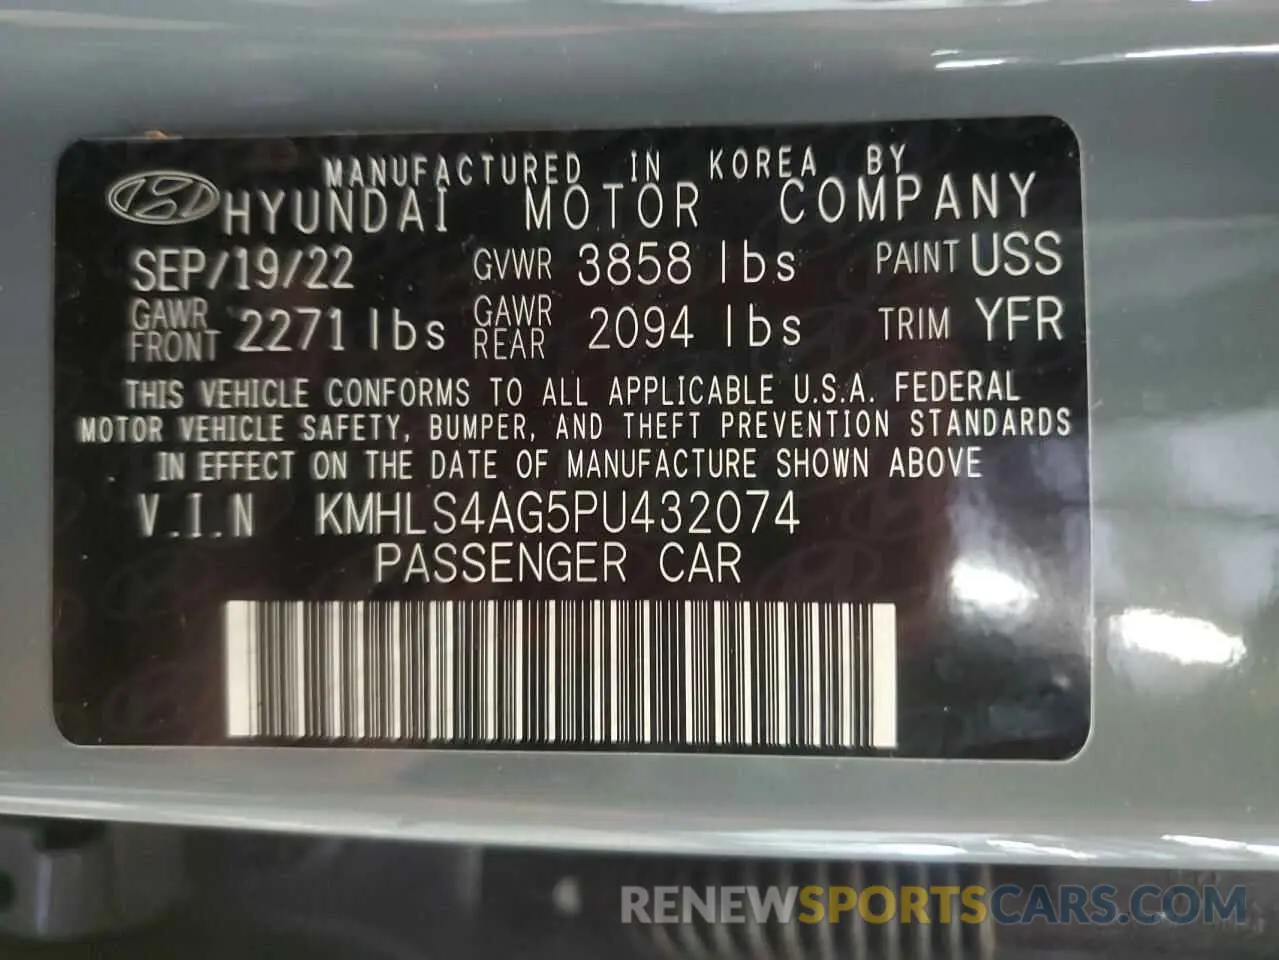 MANUFACTURED IN KOREA BY
HYUNDAI MOTOR COMPANY
SEP/19/22 GVWR 3858 lbs PAINT USS
GAWR FRONT 2271 lbs GAWR REAR 2094 lbs TRIM YFR
THIS VEHICLE CONFORMS TO ALL APPLICABLE U.S.A. FEDERAL
MOTOR VEHICLE SAFETY, BUMPER, AND THEFT PREVENTION STANDARDS
IN EFFECT ON THE DATE OF MANUFACTURE SHOWN ABOVE
V.I.N KMHLS4AG5PU432074
PASSENGER CAR
RENEWSPORTSCARS.COM